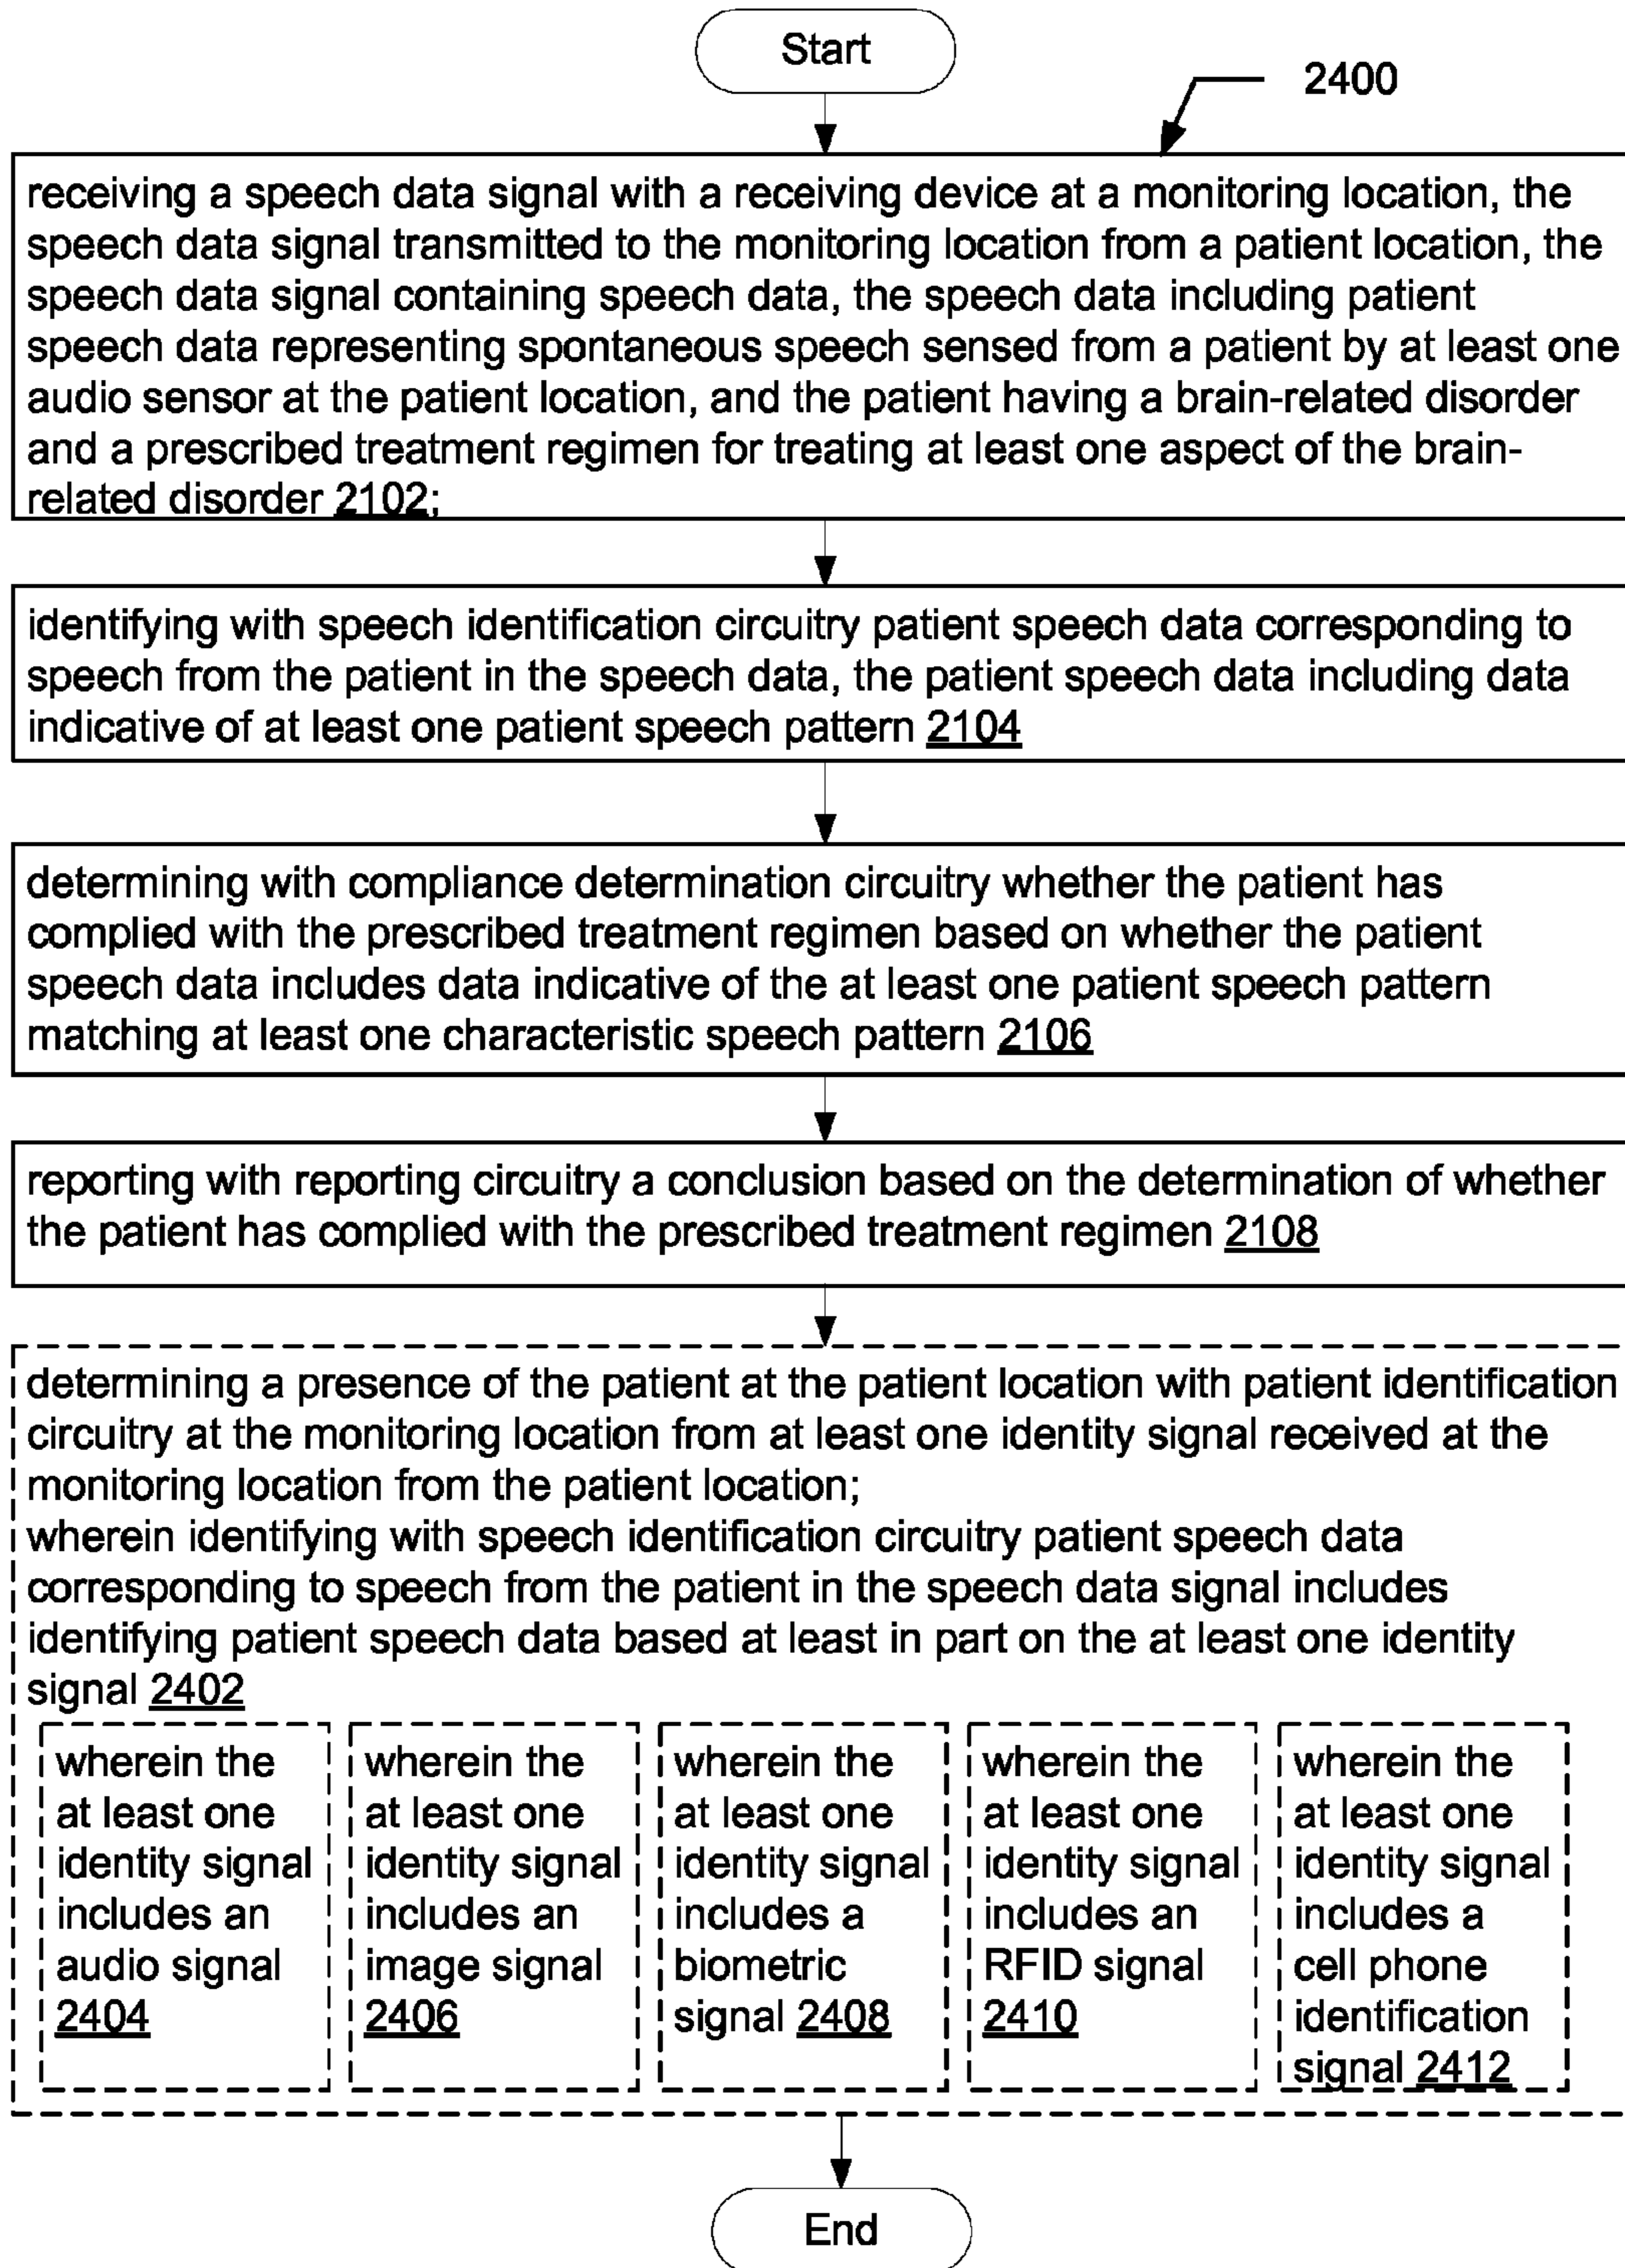 Start
2400
receiving a speech data signal with a receiving device at a monitoring location, the
speech data signal transmitted to the monitoring location from a patient location, the
speech data signal containing speech data, the speech data including patient
speech data representing spontaneous speech sensed from a patient by at least one
audio sensor at the patient location, and the patient having a brain-related disorder
and a prescribed treatment regimen for treating at least one aspect of the brain-
related disorder 2102;
identifying with speech identification circuitry patient speech data corresponding to
speech from the patient in the speech data, the patient speech data including data
indicative of at least one patient speech pattern 2104
determining with compliance determination circuitry whether the patient has
complied with the prescribed treatment regimen based on whether the patient
speech data includes data indicative of the at least one patient speech pattern
matching at least one characteristic speech pattern 2106
reporting with reporting circuitry a conclusion based on the determination of whether
the patient has complied with the prescribed treatment regimen 2108
determining a presence of the patient at the patient location with patient identification
circuitry at the monitoring location from at least one identity signal received at the
monitoring location from the patient location;
wherein identifying with speech identification circuitry patient speech data
corresponding to speech from the patient in the speech data signal includes
identifying patient speech data based at least in part on the at least one identity
signal 2402
wherein the
at least one
identity signal
includes an
audio signal
2404
wherein the
at least one
identity signal
includes an
image signal
2406
wherein the
at least one
identity signal
includes a
biometric
signal 2408
wherein the
at least one
identity signal
includes an
RFID signal
2410
wherein the
at least one
identity signal
includes a
cell phone
identification
signal 2412
End